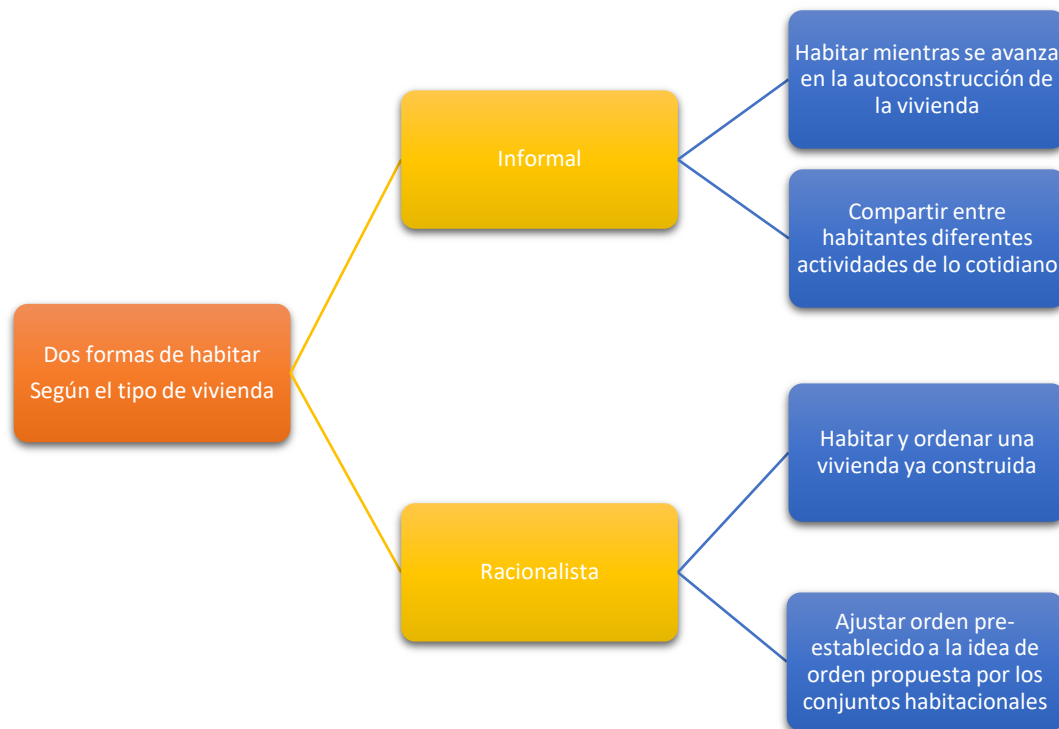 Dos formas de habitar
Según el tipo de vivienda
Informal
Habitar mientras se avanza
en la autoconstrucción de
la vivienda
Compartir entre
habitantes diferentes
actividades de lo cotidiano
Racionalista
Habitar y ordenar una
vivienda ya construida
Ajustar orden pre-
establecido a la idea de
orden propuesta por los
conjuntos habitacionales